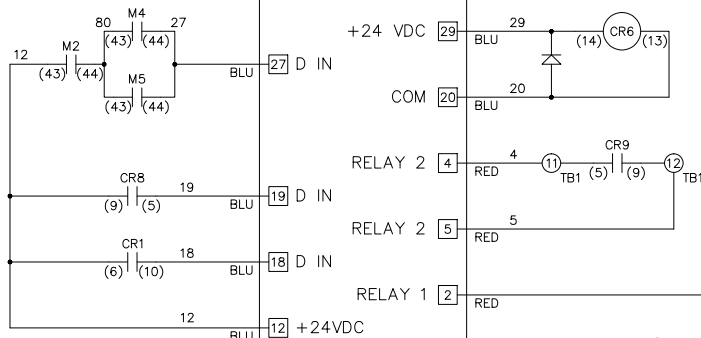 80 M4 27
(43) (44)
12 M2
(43) (44)
M5
(43) (44)
BLU 27 D IN
CR8 19
(9) (5) BLU 19 D IN
CR1 18
(6) (10) BLU 18 D IN
12
BLU 12 +24VDC
+24 VDC 29 29 BLU
(14) CR6 (13)
COM 20 20 BLU
RELAY 2 4 4 RED
11 TB1
CR9
(5) (9)
12 TB1
RELAY 2 5 5 RED
RELAY 1 2 RED